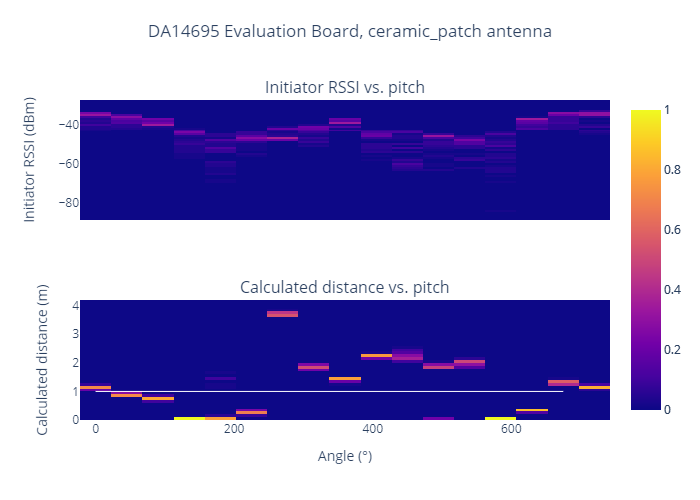 DA14695 Evaluation Board, ceramic_patch antenna
Initiator RSSI vs. pitch
Initiator RSSI (dBm)
−40
−60
−80
Calculated distance vs. pitch
Calculated distance (m)
4
3
2
1
0
0 200 400 600
Angle (°)
1
0.8
0.6
0.4
0.2
0